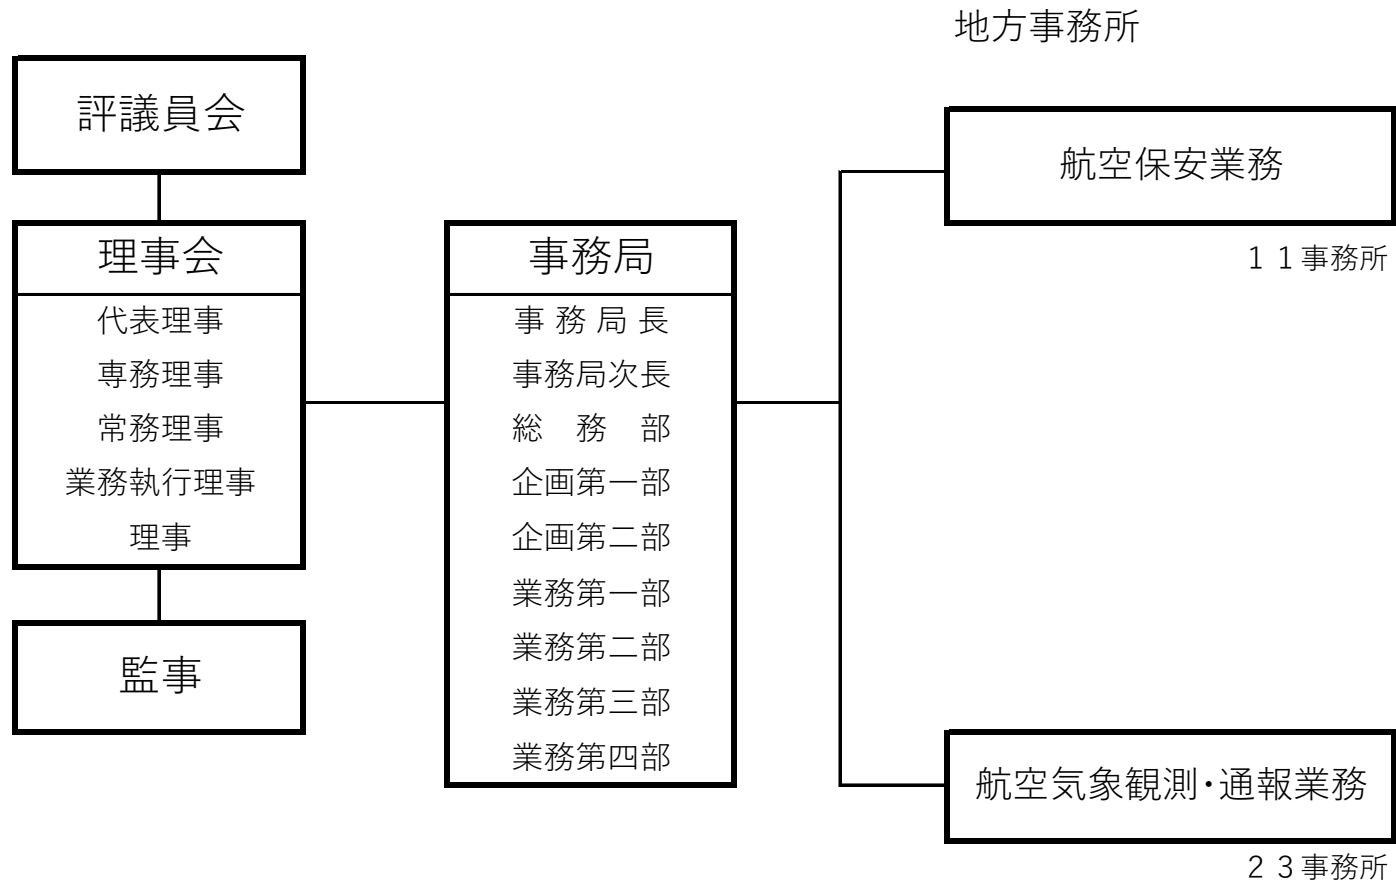 地方事務所
評議員会
理事会
代表理事
専務理事
常務理事
業務執行理事
理事
監事
事務局
事 務 局 長
事務局次長
総　務　部
企画第一部
企画第二部
業務第一部
業務第二部
業務第三部
業務第四部
航空保安業務
１１事務所
航空気象観測・通報業務
２３事務所